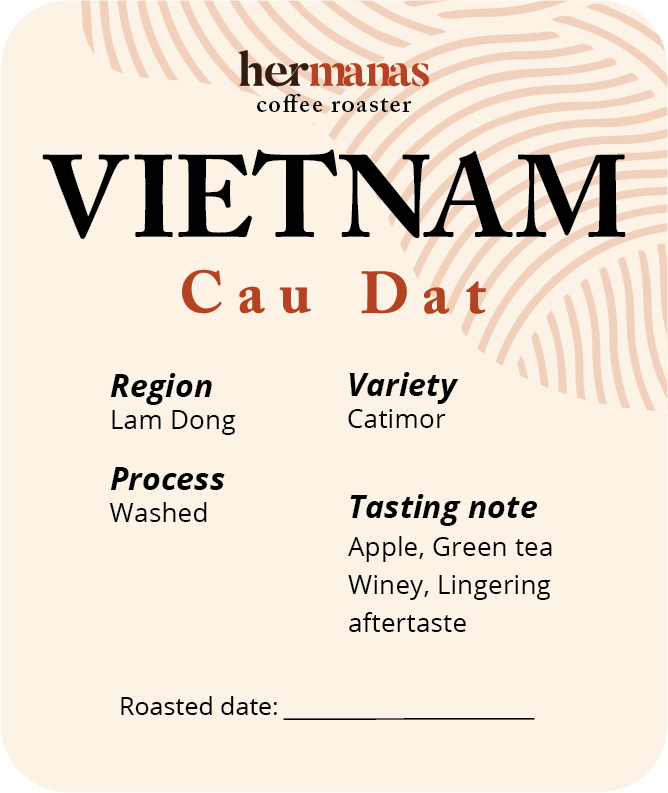 hermanas
coffee roaster
VIETNAM
Cau Dat
Region
Lam Dong
Variety
Catimor
Process
Washed
Tasting note
Apple, Green tea
Winey, Lingering
aftertaste
Roasted date: ____________________